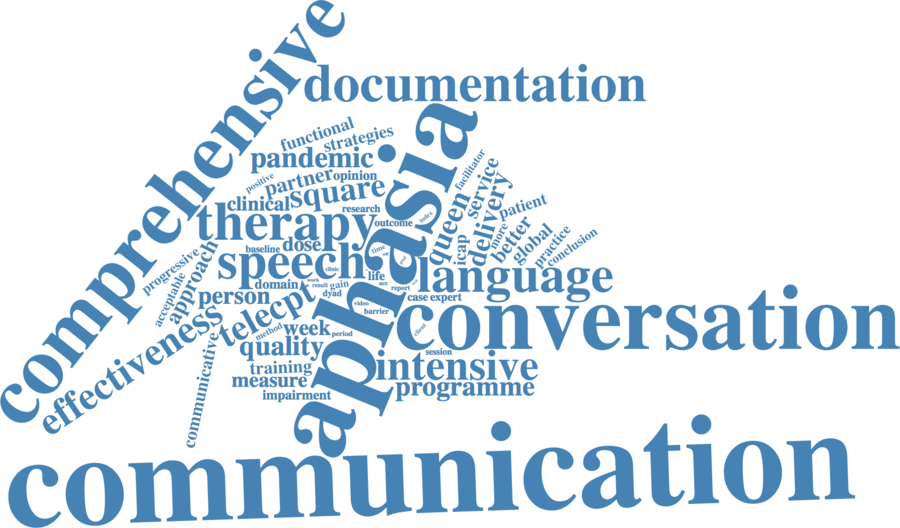 comprehensive
documentation
aphasia
functional
strategies
pandemic
positive
partner
opinion
square
clinical
research
therapy
outcome
index
facilitator
service
queen
delivery
patient
icap
more
better
global
practice
conclusion
baseline
dose
time
speech
clinic
life
acc
language
progressive
approach
acceptable
domain
work
result
gain
report
person
dyad
case
expert
telecpt
video
barrier
conversation
effectiveness
method
week
period
client
communicative
quality
session
training
intensive
measure
programme
impairment
communication